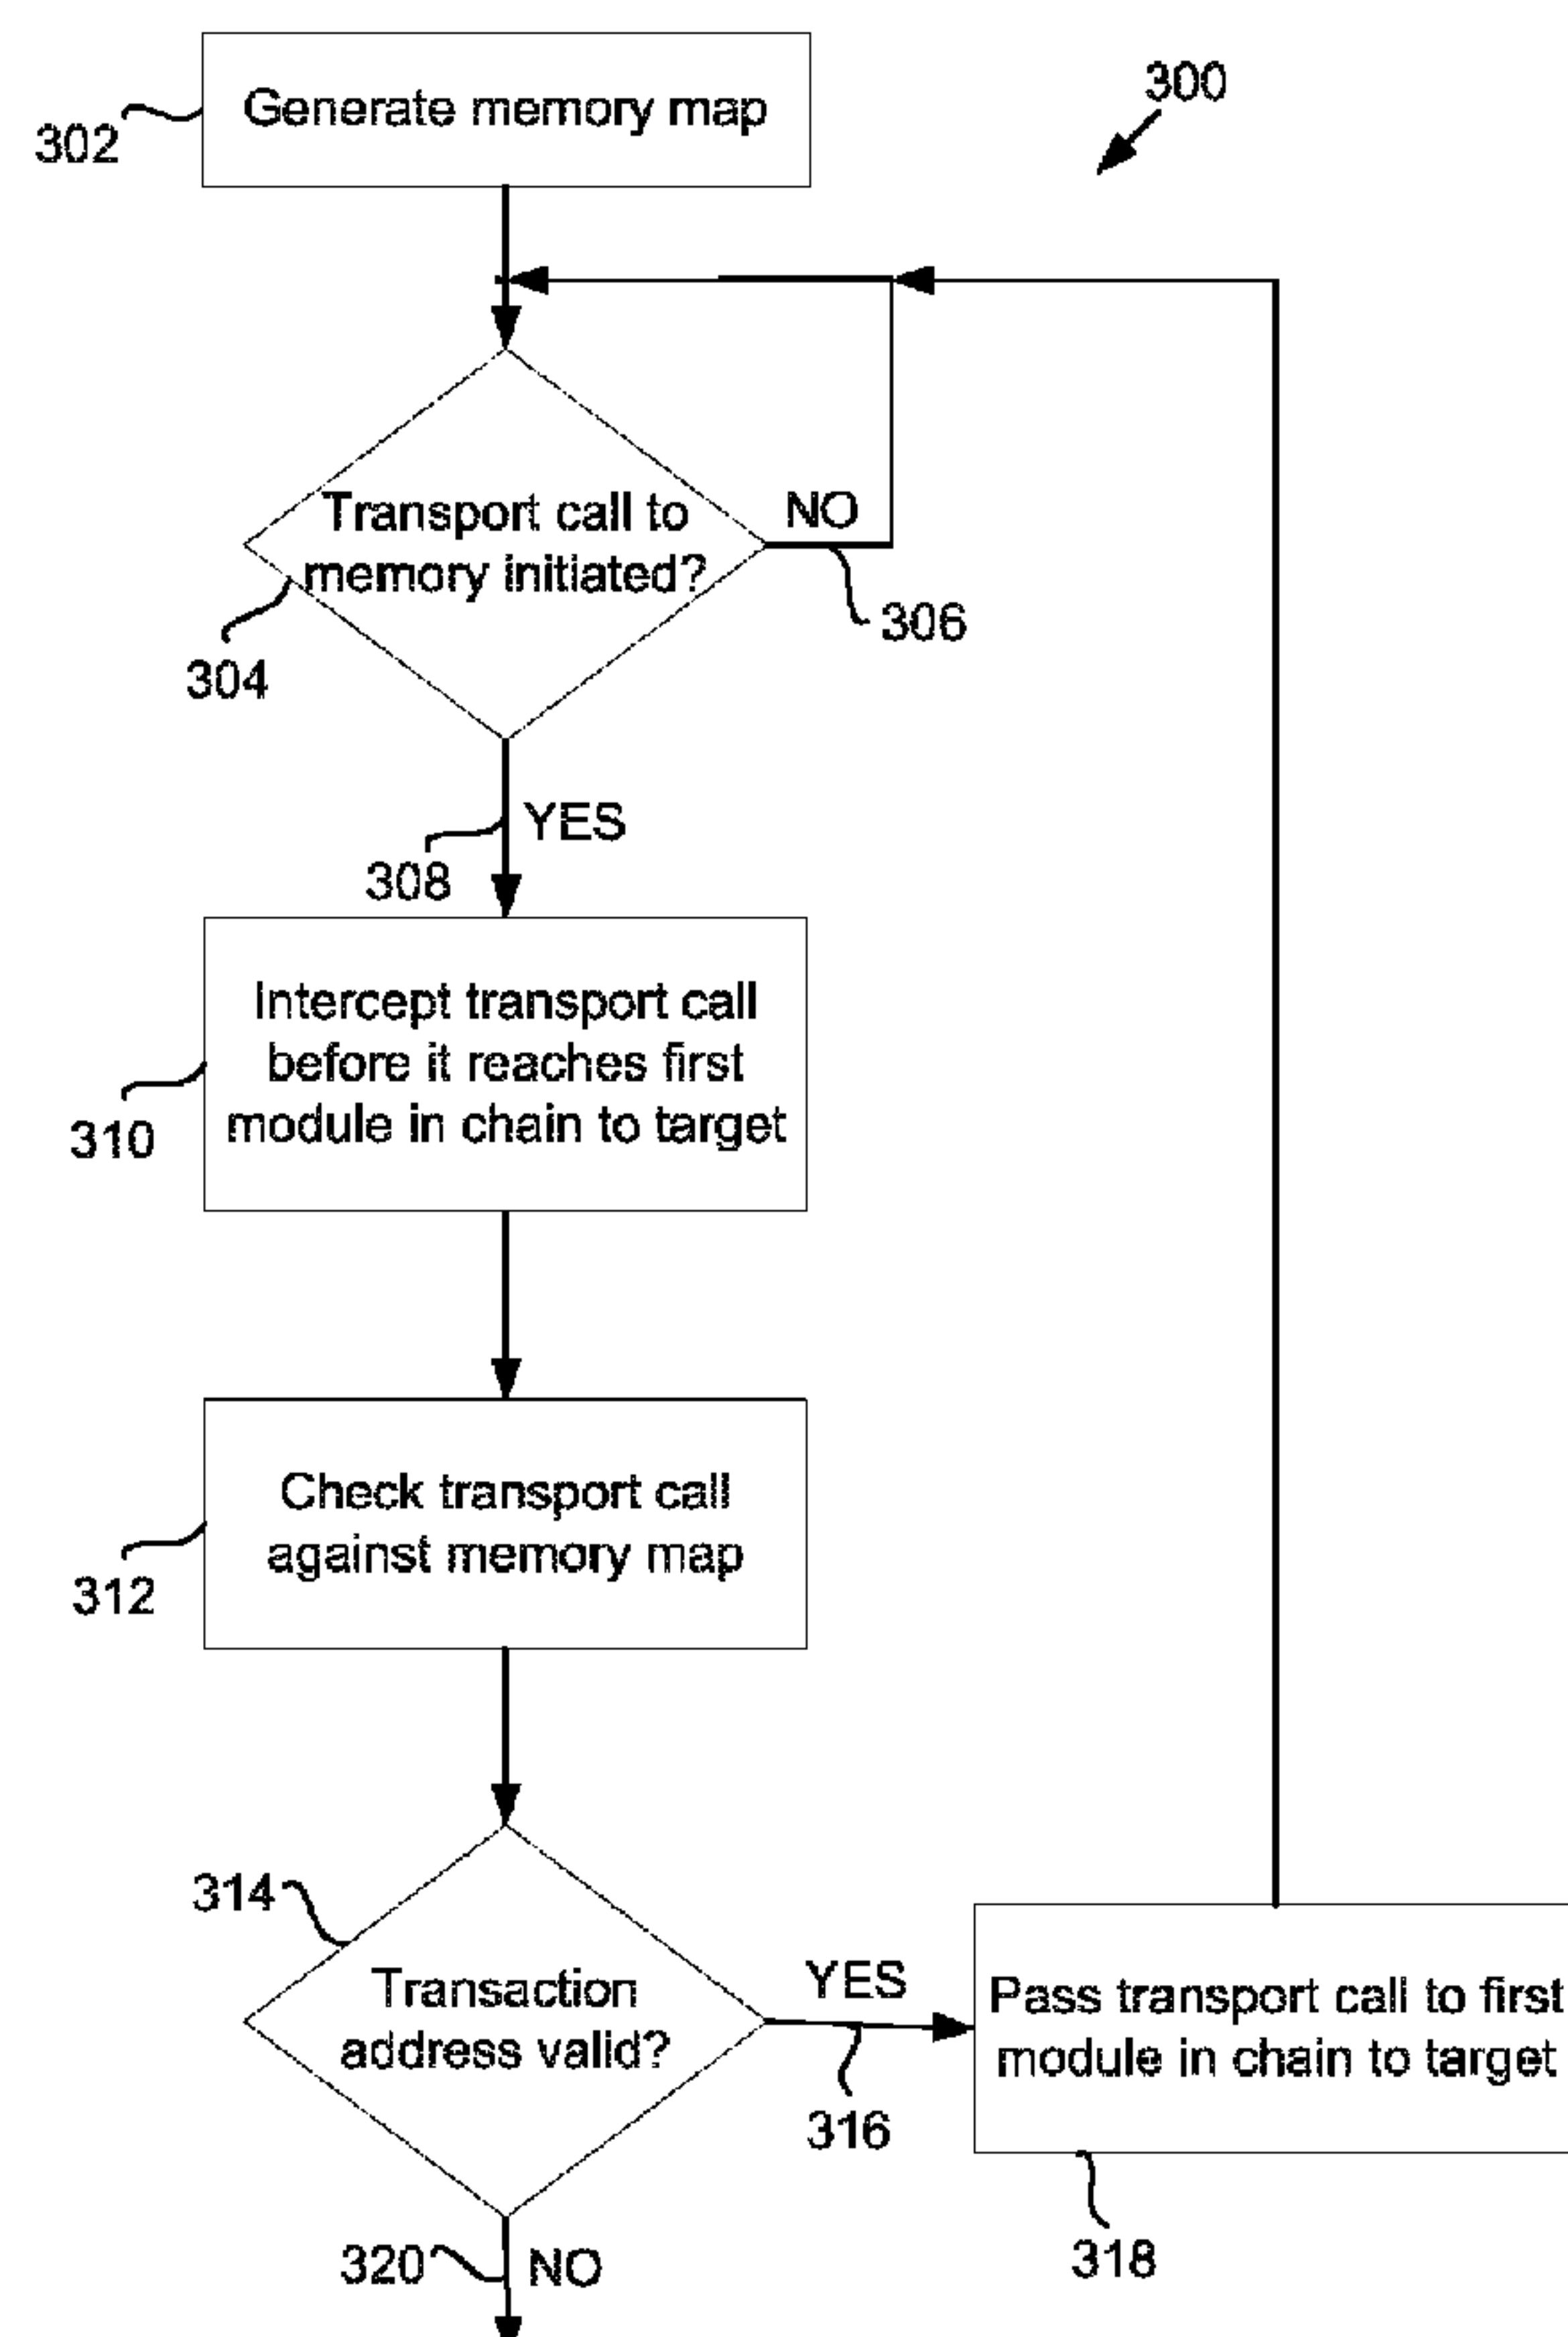 300
Generate memory map
302
Transport call to
memory initiated?
NO
306
304
YES
308
Intercept transport call
before it reaches first
module in chain to target
310
Check transport call
against memory map
312
314
Transaction
address valid?
YES
316
Pass transport call to first
module in chain to target
318
320
NO